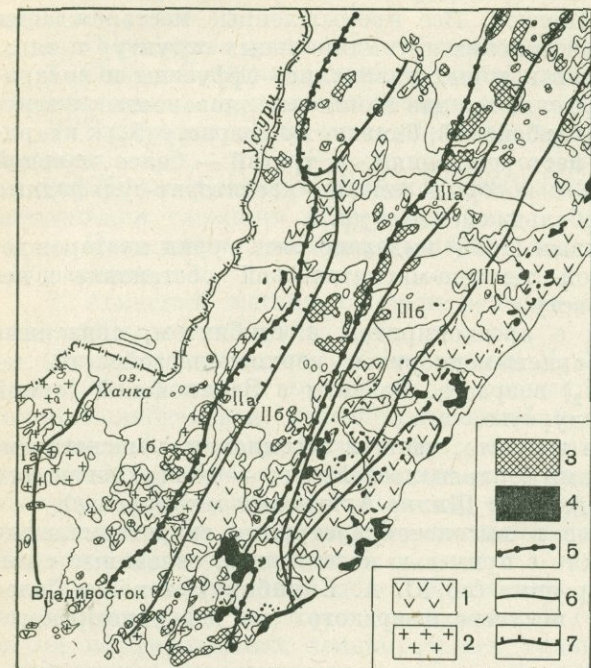 Уссури
IIIа
IIIв
IIIб
оз.
Ханка
IIа
IIб
Iа
Iб
Владивосток
3
4
5
1
6
2
7